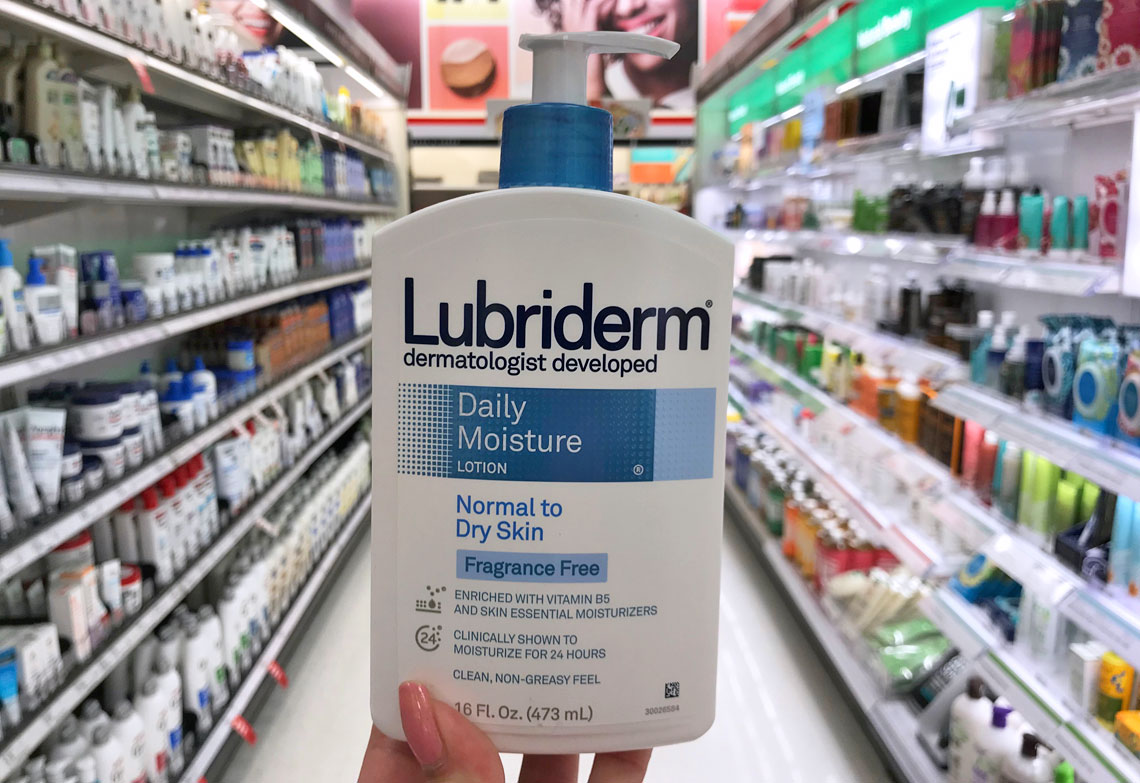 Lubriderm®
dermatologist developed
Daily
Moisture
LOTION ®
Normal to
Dry Skin
Fragrance Free
ENRICHED WITH VITAMIN B5
AND SKIN ESSENTIAL MOISTURIZERS
24
CLINICALLY SHOWN TO
MOISTURIZE FOR 24 HOURS
CLEAN, NON-GREASY FEEL
16 Fl. Oz. (473 mL)
30026584